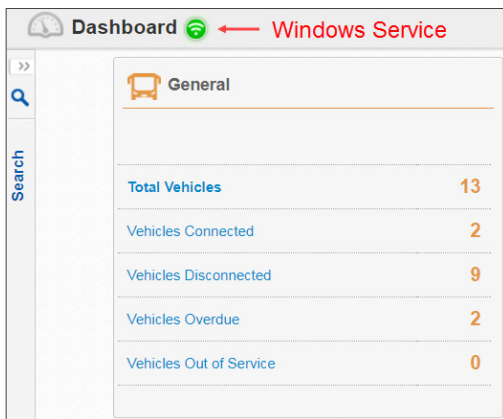 Dashboard Windows Service
>>
General
Search
Total Vehicles 13
Vehicles Connected 2
Vehicles Disconnected 9
Vehicles Overdue 2
Vehicles Out of Service 0